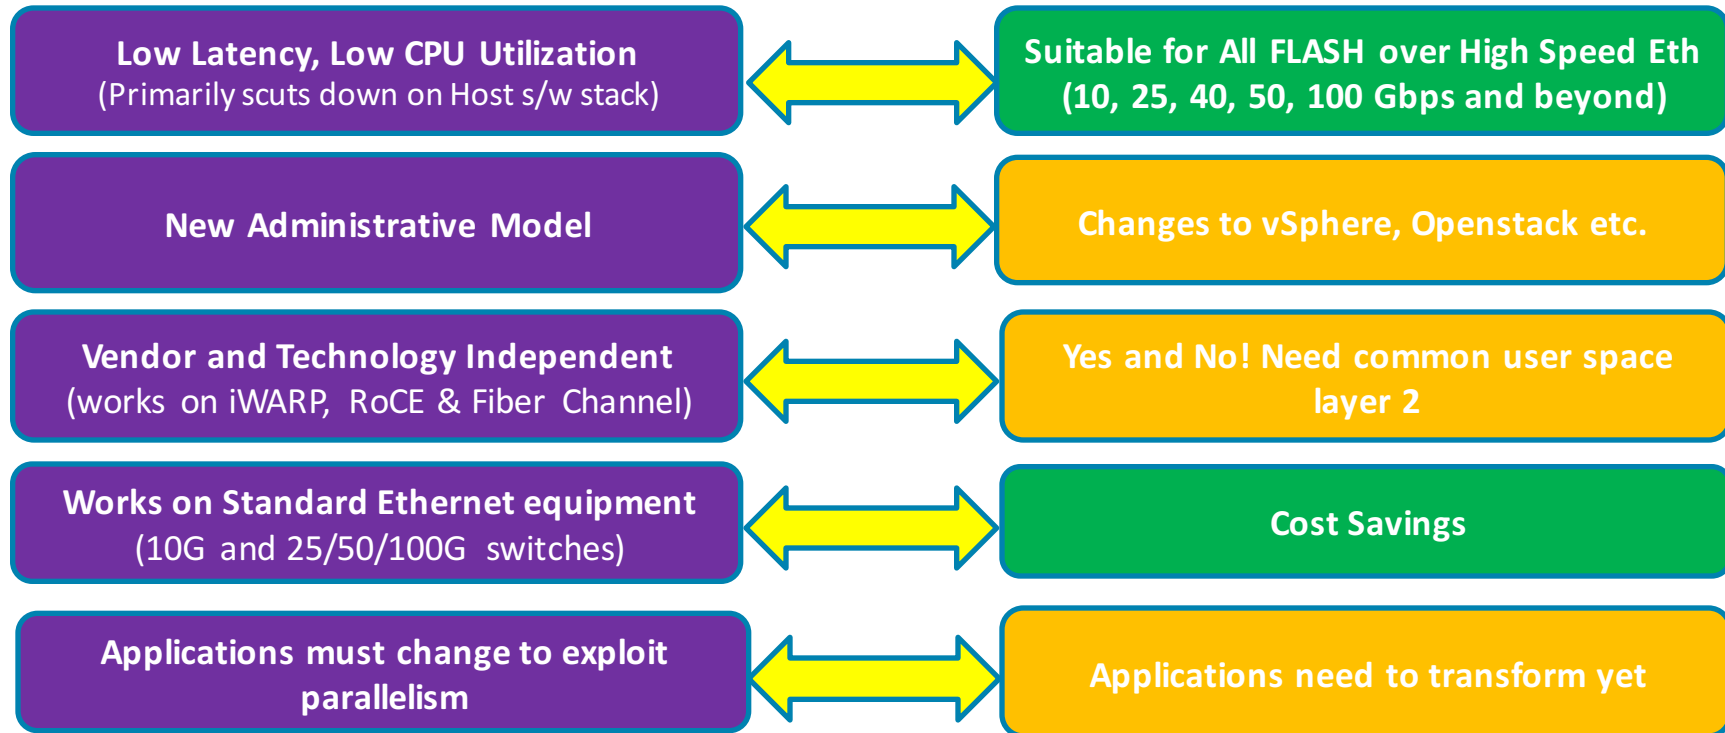 Low Latency, Low CPU Utilization
(Primarily scuts down on Host s/w stack)
Suitable for All FLASH over High Speed Eth
(10, 25, 40, 50, 100 Gbps and beyond)
New Administrative Model
Changes to vSphere, Openstack etc.
Vendor and Technology Independent
(works on iWARP, RoCE & Fiber Channel)
Yes and No! Need common user space
layer 2
Works on Standard Ethernet equipment
(10G and 25/50/100G switches)
Cost Savings
Applications must change to exploit
parallelism
Applications need to transform yet